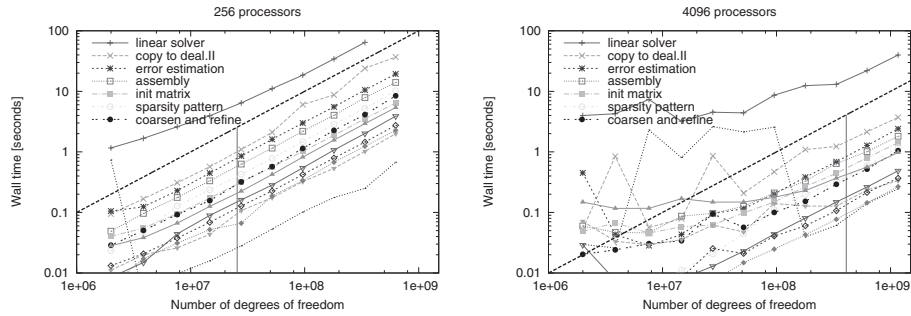 256 processors
100
10
1
0.1
0.01
Wall time [seconds]
linear solver
copy to deal.II
error estimation
assembly
init matrix
sparsity pattern
coarsen and refine
1e+06
1e+07
1e+08
1e+09
Number of degrees of freedom
4096 processors
100
10
1
0.1
0.01
Wall time [seconds]
linear solver
copy to deal.II
error estimation
assembly
init matrix
sparsity pattern
coarsen and refine
1e+06
1e+07
1e+08
1e+09
Number of degrees of freedom